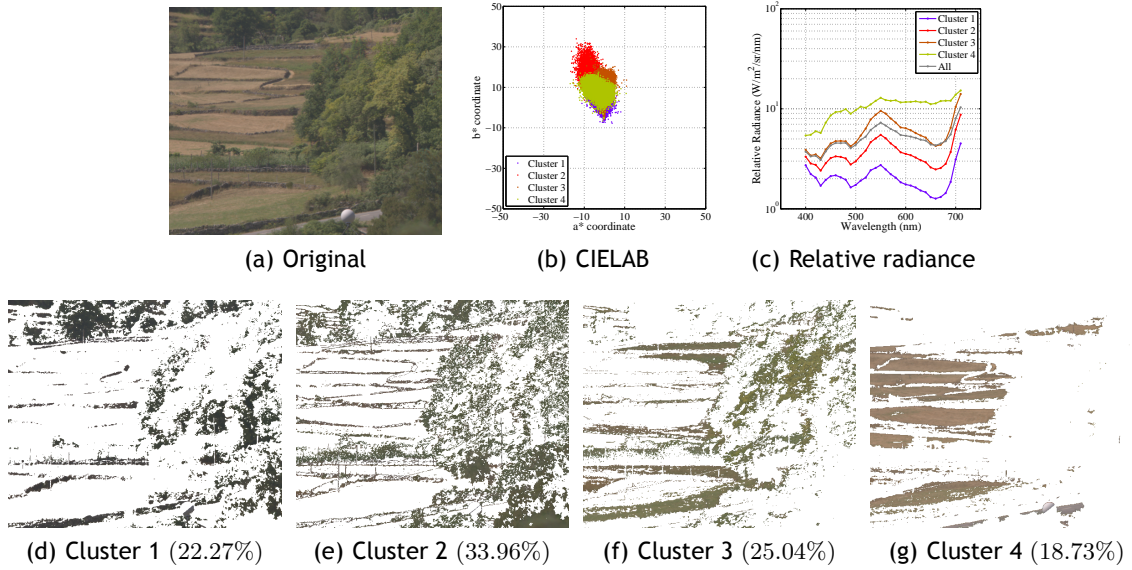 50
30
10
−10
−30
−50
b* coordinate
−50
−30
−10
10
30
50
a* coordinate
Cluster 1
Cluster 2
Cluster 3
Cluster 4
10²
10¹
10⁰
Relative Radiance (W/m²/sr/nm)
400
500
600
700
Wavelength (nm)
Cluster 1
Cluster 2
Cluster 3
Cluster 4
All
(a) Original
(b) CIELAB
(c) Relative radiance
(d) Cluster 1 (22.27%)
(e) Cluster 2 (33.96%)
(f) Cluster 3 (25.04%)
(g) Cluster 4 (18.73%)